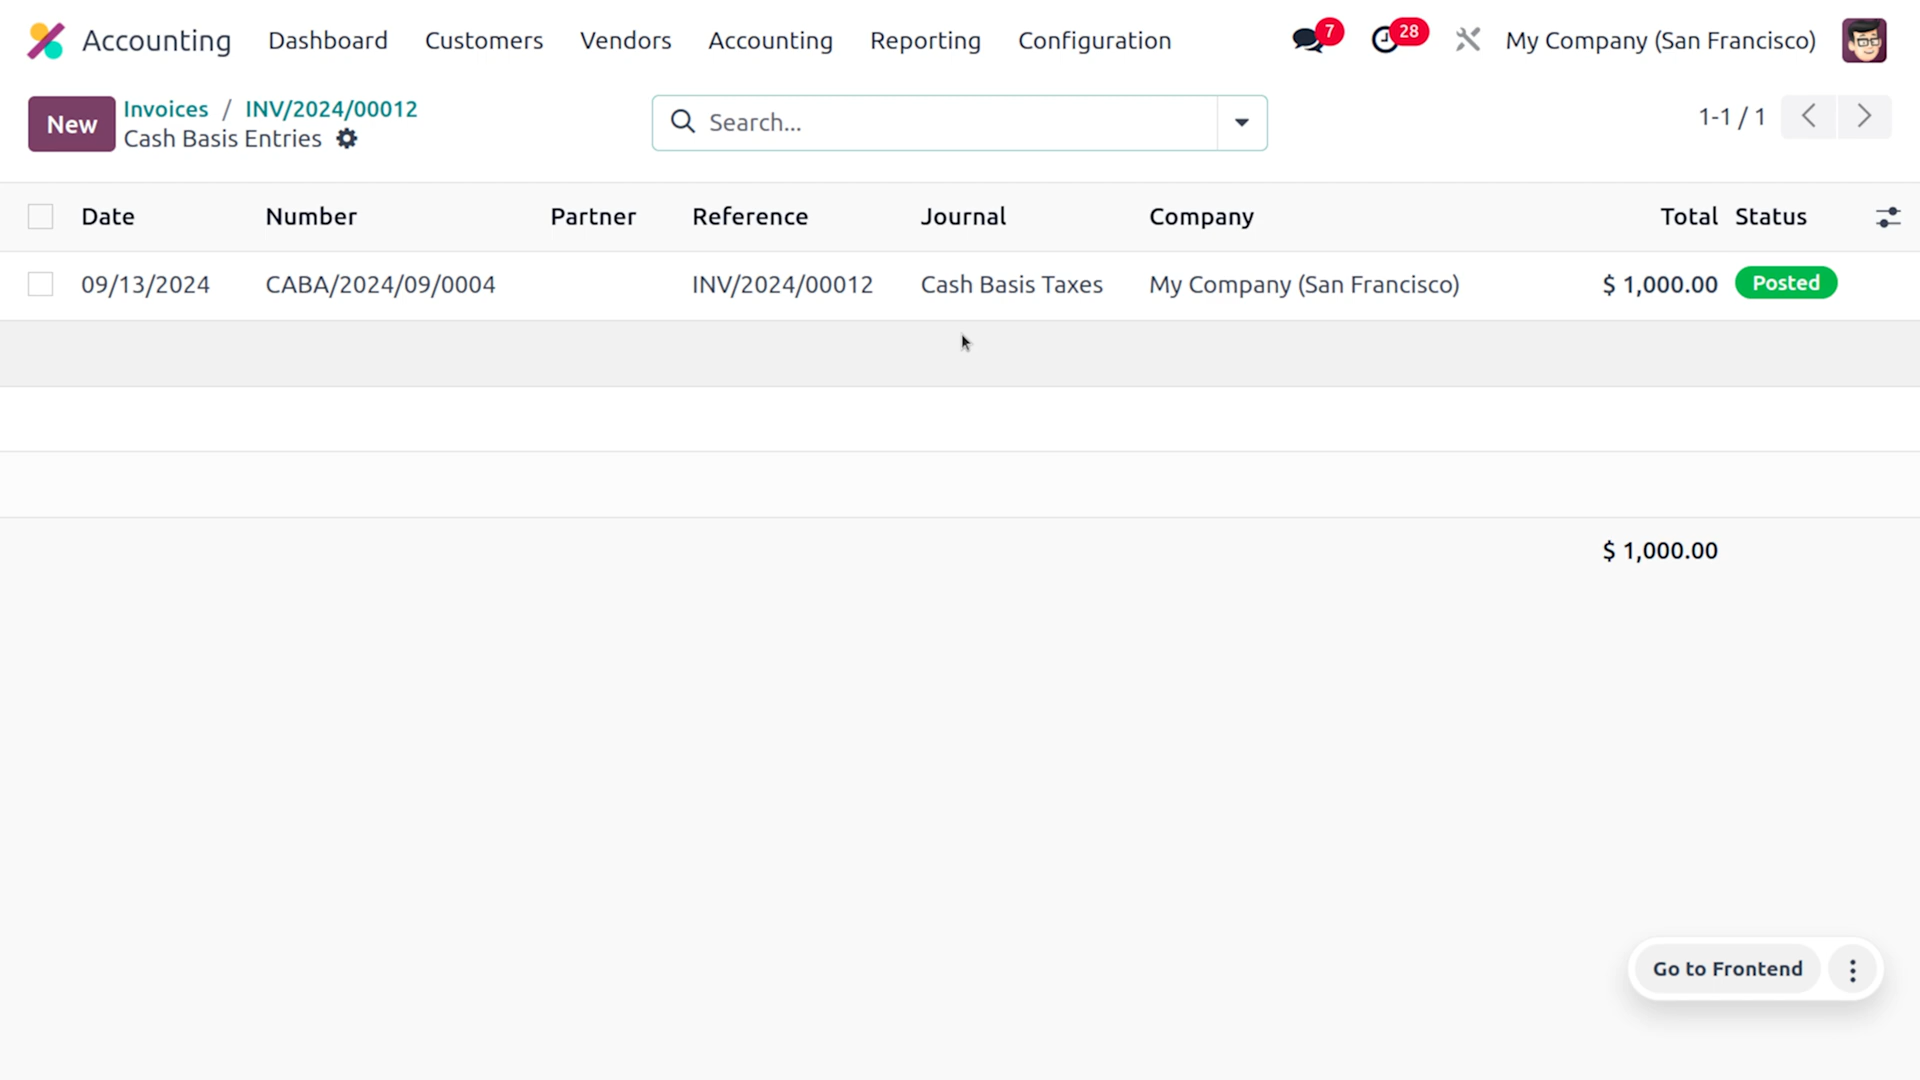 Accounting Dashboard Customers Vendors Accounting Reporting Configuration 7 28 My Company (San Francisco)
New Invoices / INV/2024/00012
Cash Basis Entries
Search...
1-1 / 1
Date Number Partner Reference Journal Company Total Status
09/13/2024 CABA/2024/09/0004 INV/2024/00012 Cash Basis Taxes My Company (San Francisco) $ 1,000.00 Posted
$ 1,000.00
Go to Frontend